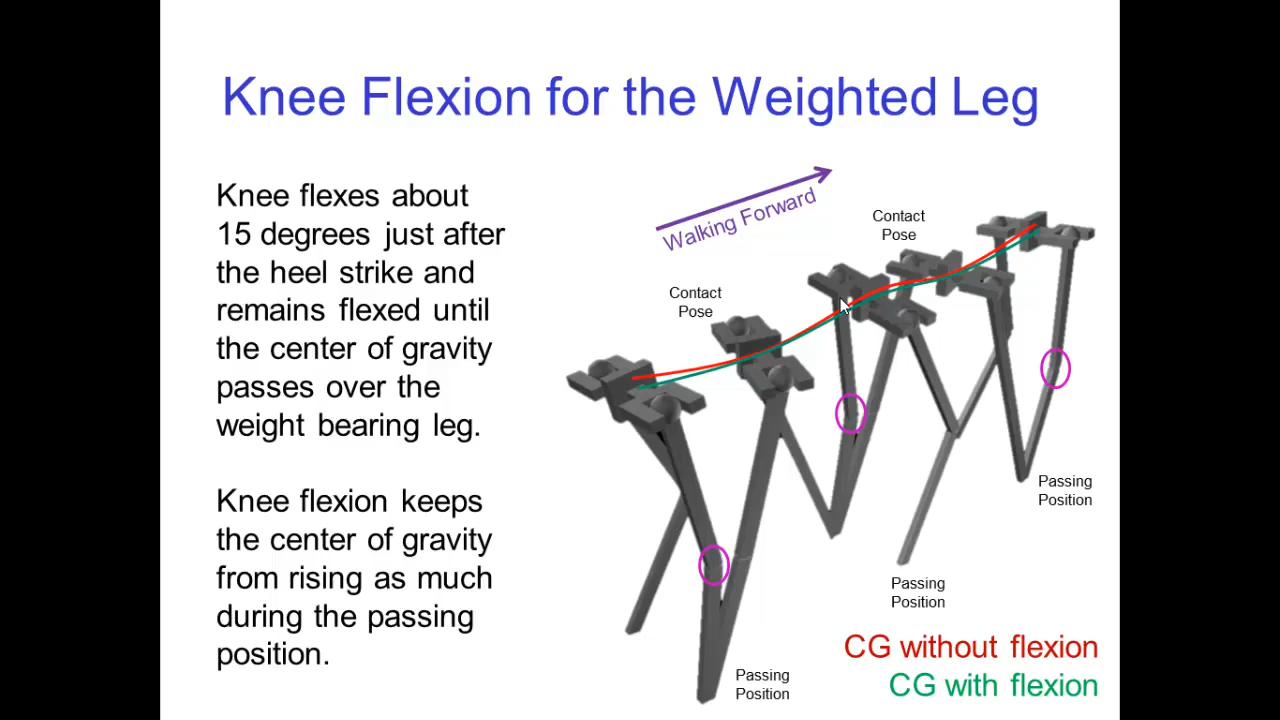 Knee Flexion for the Weighted Leg
Knee flexes about
15 degrees just after
the heel strike and
remains flexed until
the center of gravity
passes over the
weight bearing leg.
Knee flexion keeps
the center of gravity
from rising as much
during the passing
position.
Walking Forward
Contact
Pose
Contact
Pose
Passing
Position
Passing
Position
Passing
Position
CG without flexion
CG with flexion